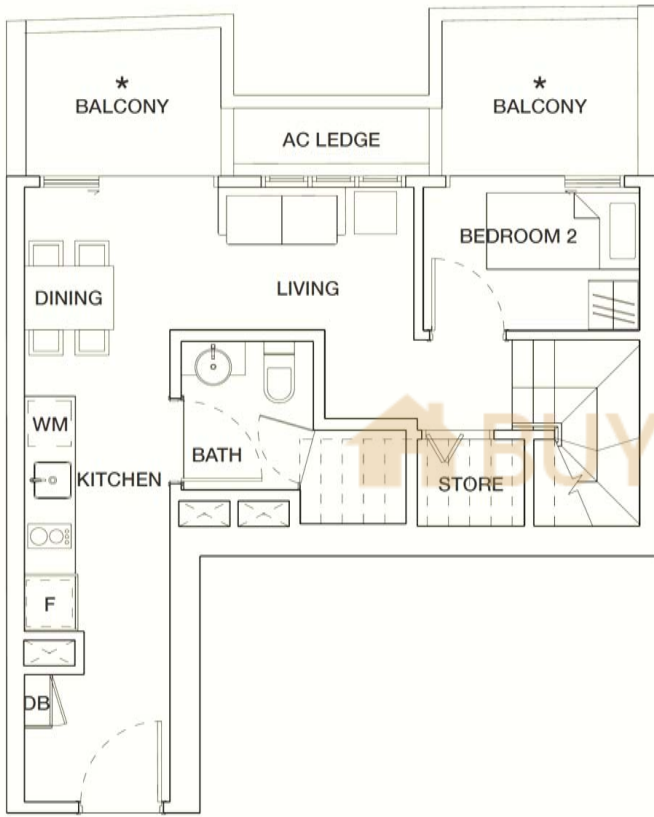 *
BALCONY
*
BALCONY
AC LEDGE
BEDROOM 2
DINING
LIVING
WM
BATH
KITCHEN
STORE
F
DB
BUY